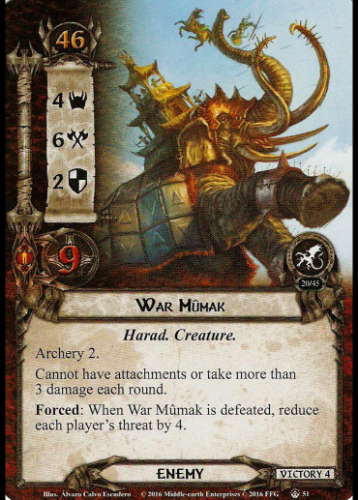 46
4
6
2
9
20/45
War Mûmak
Harad. Creature.
Archery 2.
Cannot have attachments or take more than
3 damage each round.
Forced: When War Mûmak is defeated, reduce
each player's threat by 4.
ENEMY
VICTORY 4
Illus. Álvaro Calvo Escudero © 2016 Middle-earth Enterprises © 2016 FFG 51